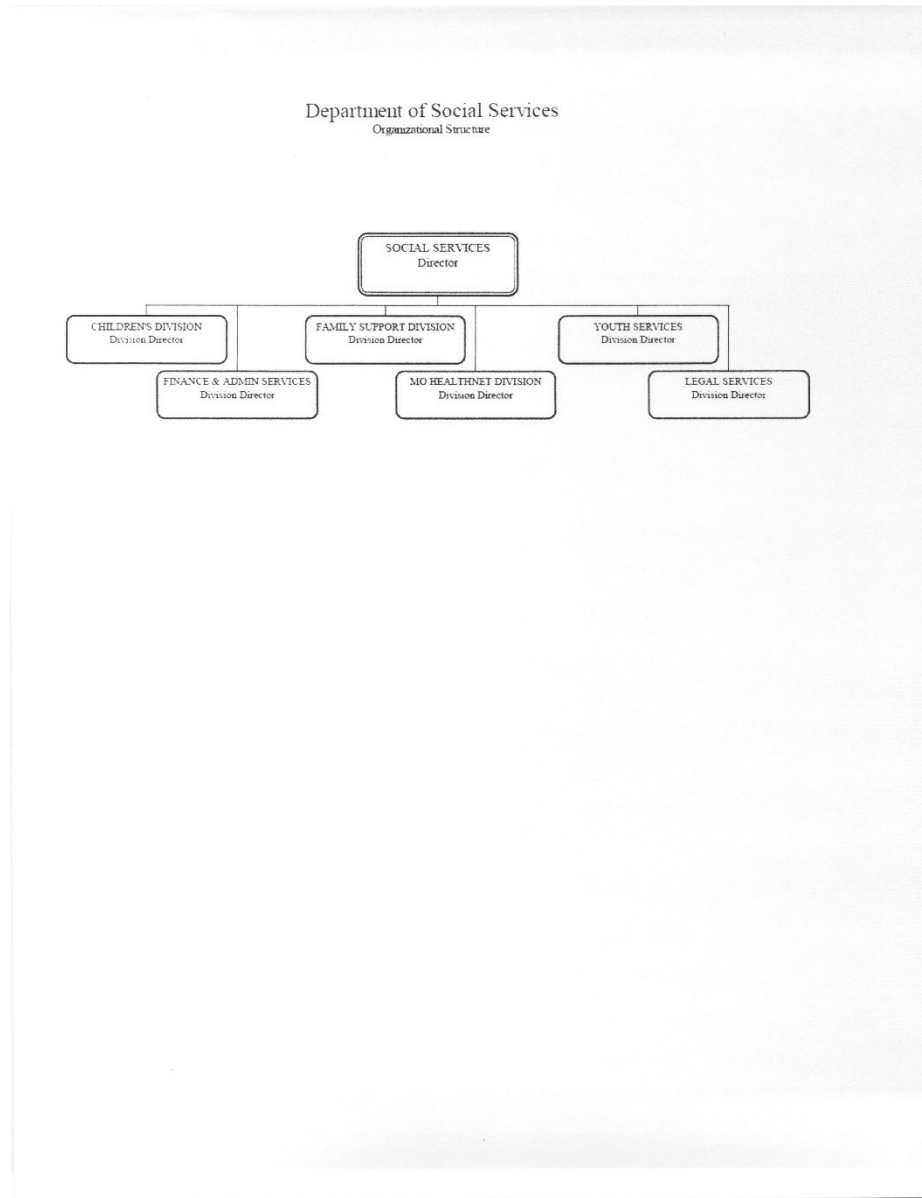 Department of Social Services
Organizational Structure
SOCIAL SERVICES
Director
CHILDREN'S DIVISION
Division Director
FAMILY SUPPORT DIVISION
Division Director
YOUTH SERVICES
Division Director
FINANCE & ADMIN SERVICES
Division Director
MO HEALTHNET DIVISION
Division Director
LEGAL SERVICES
Division Director